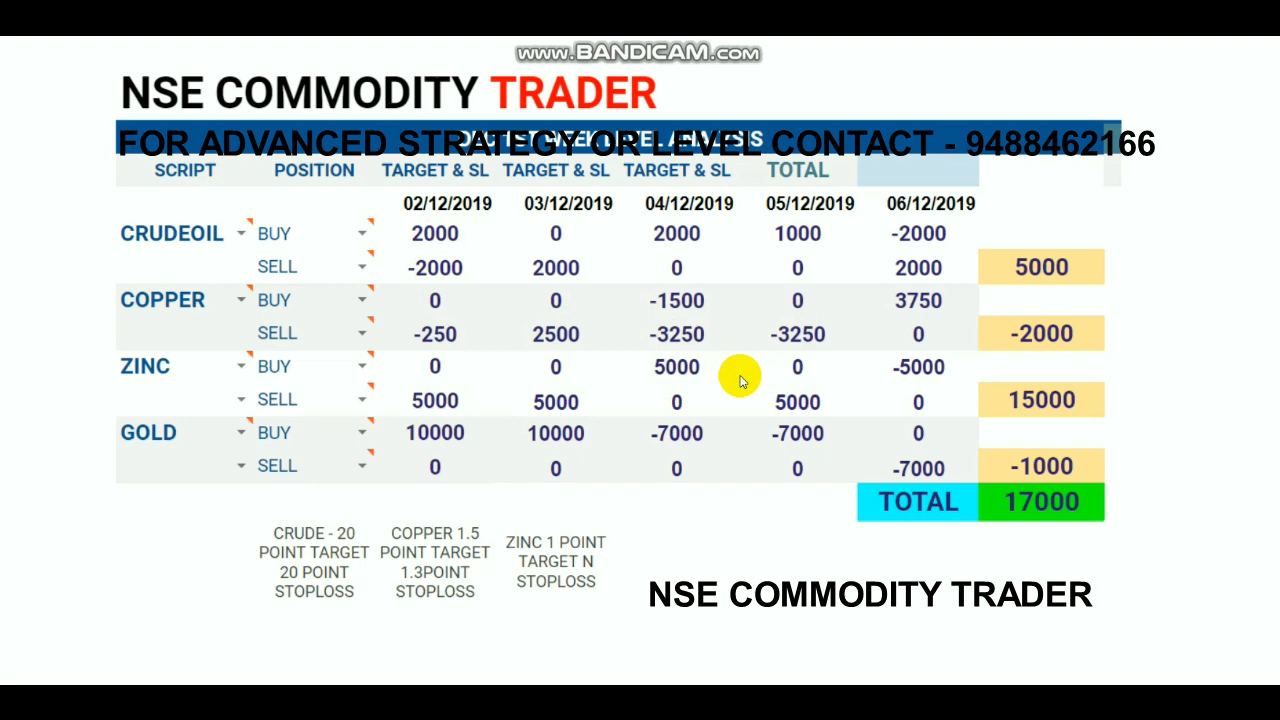 www.BANDICAM.com
NSE COMMODITY TRADER
DEC 1ST WEEK LEVEL ANALYSIS
FOR ADVANCED STRATEGY OR LEVEL CONTACT - 9488462166
SCRIPT POSITION TARGET & SL TARGET & SL TARGET & SL TOTAL
02/12/2019 03/12/2019 04/12/2019 05/12/2019 06/12/2019
CRUDEOIL BUY 2000 0 2000 1000 -2000
SELL -2000 2000 0 0 2000 5000
COPPER BUY 0 0 -1500 0 3750
SELL -250 2500 -3250 -3250 0 -2000
ZINC BUY 0 0 5000 0 -5000
SELL 5000 5000 0 5000 0 15000
GOLD BUY 10000 10000 -7000 -7000 0
SELL 0 0 0 0 -7000 -1000
TOTAL 17000
CRUDE - 20
POINT TARGET
20 POINT
STOPLOSS
COPPER 1.5
POINT TARGET
1.3POINT
STOPLOSS
ZINC 1 POINT
TARGET N
STOPLOSS
NSE COMMODITY TRADER